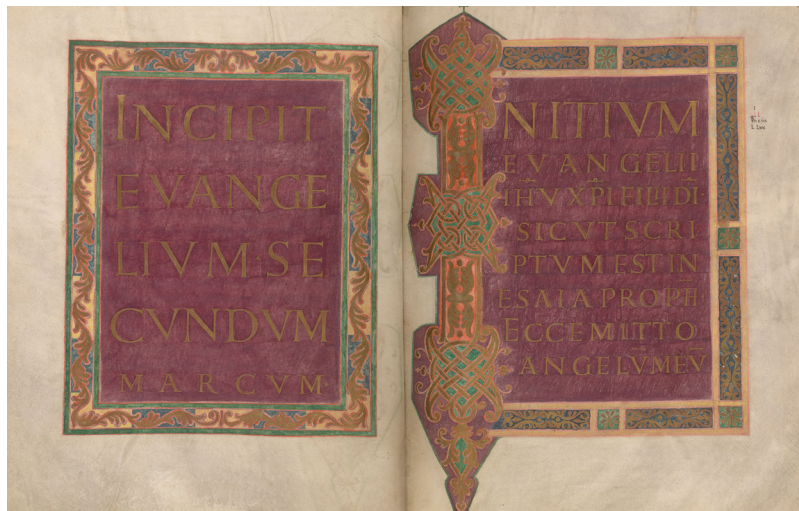 INCIPIT
EVANGE
LIVM·SE
CVNDVM
MARCVM·
INITIVM
EVANGELII
IHV XPI FILII DI
SICVT SCRI
PTVM EST IN
ESAIA PROPH
ECCE MITTO
ANGELVM MEV̅